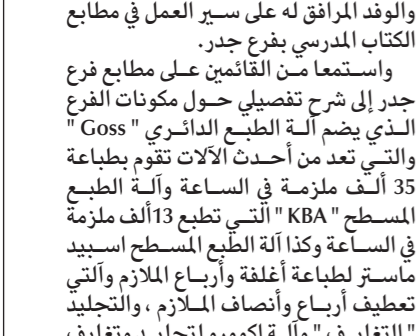 والوفد المرافق له على سير العمل في مطابع
الكتاب المدرسي بفرع جدر.
واستمعا من القائمين على مطابع فرع
جدر إلى شرح تفصيلي حول مكونات الفرع
الذي يضم آلة الطبع الدائري " Goss "
والتي تعد من أحدث الآلات تقوم بطباعة
35 ألف ملزمة في الساعة وآلة الطبع
المسطح " KBA " التي تطبع 13ألف ملزمة
في الساعة وكذا آلة الطبع المسطح اسبيد
ماستر لطباعة أغلفة وأرباع الملازم وآلتي
تعطيف أرباع وأنصاف الملازم ، والتجليد